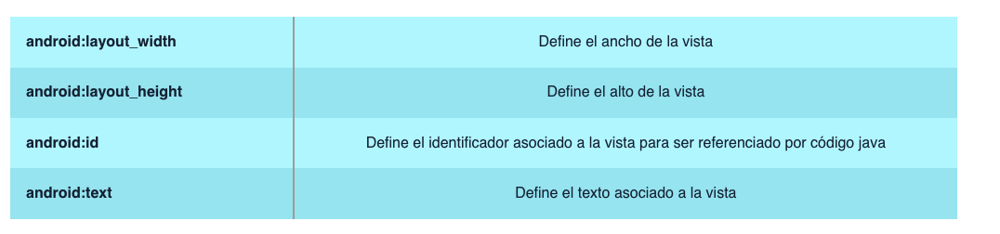 android:layout_width Define el ancho de la vista
android:layout_height Define el alto de la vista
android:id Define el identificador asociado a la vista para ser referenciado por código java
android:text Define el texto asociado a la vista